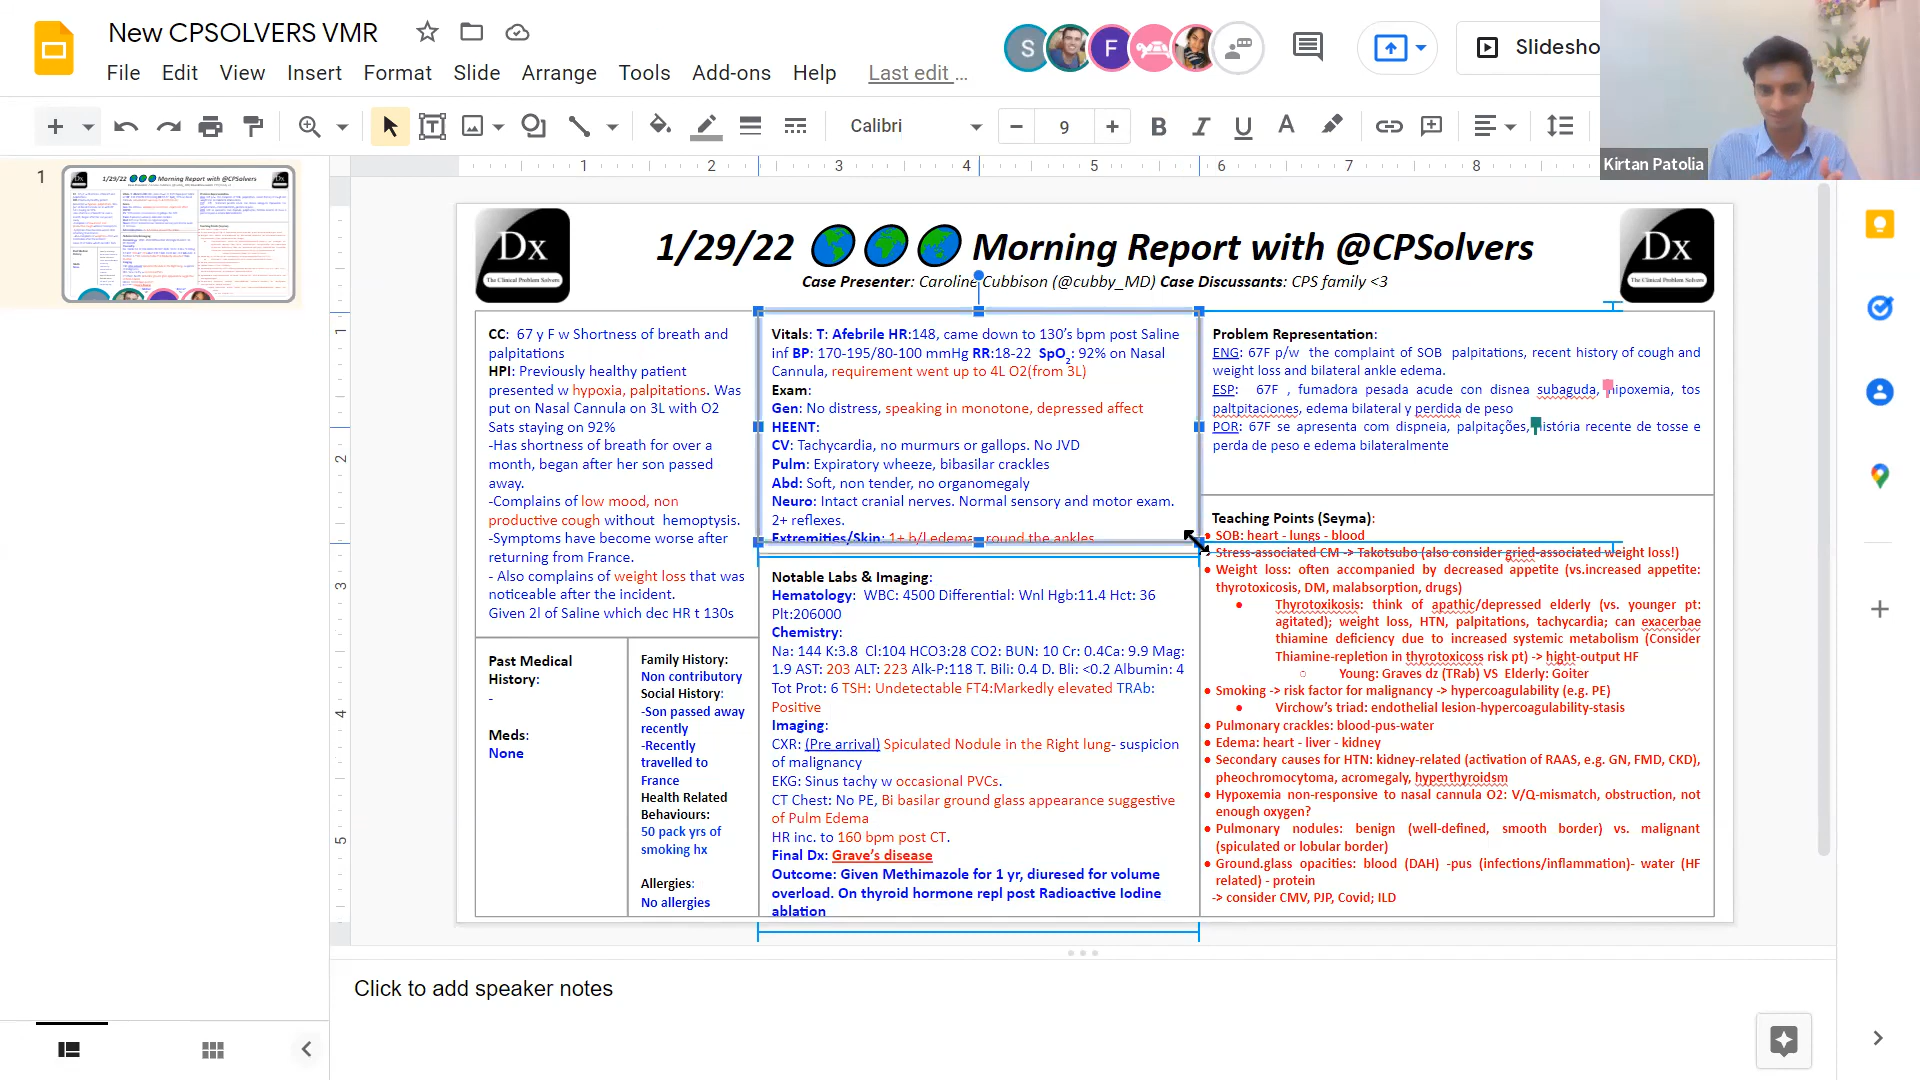 New CPSOLVERS VMR
File Edit View Insert Format Slide Arrange Tools Add-ons Help Last edit …
S
F
Slidesho
Calibri
9
Kirtan Patolia
1
1 2 3 4 5 6 7 8
1/29/22 Morning Report with @CPSolvers
Case Presenter: Caroline Cubbison (@cubby_MD) Case Discussants: CPS family <3
Dx
The Clinical Problem Solvers
Dx
The Clinical Problem Solvers
CC: 67 y F w Shortness of breath and
palpitations
HPI: Previously healthy patient
presented w hypoxia, palpitations. Was
put on Nasal Cannula on 3L with O2
Sats staying on 92%
-Has shortness of breath for over a
month, began after her son passed
away.
-Complains of low mood, non
productive cough without hemoptysis.
-Symptoms have become worse after
returning from France.
- Also complains of weight loss that was
noticeable after the incident.
Given 2l of Saline which dec HR t 130s
Past Medical
History:
-
Meds:
None
Family History:
Non contributory
Social History:
-Son passed away
recently
-Recently
travelled to
France
Health Related
Behaviours:
50 pack yrs of
smoking hx
Allergies:
No allergies
Vitals: T: Afebrile HR:148, came down to 130's bpm post Saline
inf BP: 170-195/80-100 mmHg RR:18-22 SpO2: 92% on Nasal
Cannula, requirement went up to 4L O2(from 3L)
Exam:
Gen: No distress, speaking in monotone, depressed affect
HEENT:
CV: Tachycardia, no murmurs or gallops. No JVD
Pulm: Expiratory wheeze, bibasilar crackles
Abd: Soft, non tender, no organomegaly
Neuro: Intact cranial nerves. Normal sensory and motor exam.
2+ reflexes.
Extremities/Skin: 1+ b/l edema round the ankles
Notable Labs & Imaging:
Hematology: WBC: 4500 Differential: Wnl Hgb:11.4 Hct: 36
Plt:206000
Chemistry:
Na: 144 K:3.8 Cl:104 HCO3:28 CO2: BUN: 10 Cr: 0.4Ca: 9.9 Mag:
1.9 AST: 203 ALT: 223 Alk-P:118 T. Bili: 0.4 D. Bli: <0.2 Albumin: 4
Tot Prot: 6 TSH: Undetectable FT4:Markedly elevated TRAb:
Positive
Imaging:
CXR: (Pre arrival) Spiculated Nodule in the Right lung- suspicion
of malignancy
EKG: Sinus tachy w occasional PVCs.
CT Chest: No PE, Bi basilar ground glass appearance suggestive
of Pulm Edema
HR inc. to 160 bpm post CT.
Final Dx: Grave's disease
Outcome: Given Methimazole for 1 yr, diuresed for volume
overload. On thyroid hormone repl post Radioactive Iodine
ablation
Problem Representation:
ENG: 67F p/w the complaint of SOB palpitations, recent history of cough and
weight loss and bilateral ankle edema.
ESP: 67F , fumadora pesada acude con disnea subaguda, hipoxemia, tos
paltpitaciones, edema bilateral y perdida de peso
POR: 67F se apresenta com dispneia, palpitações, história recente de tosse e
perda de peso e edema bilateralmente
Teaching Points (Seyma):
● SOB: heart - lungs - blood
● Stress-associated CM -> Takotsubo (also consider gried-associated weight loss!)
● Weight loss: often accompanied by decreased appetite (vs.increased appetite:
thyrotoxicosis, DM, malabsorption, drugs)
● Thyrotoxikosis: think of apathic/depressed elderly (vs. younger pt:
agitated); weight loss, HTN, palpitations, tachycardia; can exacerbae
thiamine deficiency due to increased systemic metabolism (Consider
Thiamine-repletion in thyrotoxicoss risk pt) -> hight-output HF
○ Young: Graves dz (TRab) VS Elderly: Goiter
● Smoking -> risk factor for malignancy -> hypercoagulability (e.g. PE)
● Virchow's triad: endothelial lesion-hypercoagulability-stasis
● Pulmonary crackles: blood-pus-water
● Edema: heart - liver - kidney
● Secondary causes for HTN: kidney-related (activation of RAAS, e.g. GN, FMD, CKD),
pheochromocytoma, acromegaly, hyperthyroidsm
● Hypoxemia non-responsive to nasal cannula O2: V/Q-mismatch, obstruction, not
enough oxygen?
● Pulmonary nodules: benign (well-defined, smooth border) vs. malignant
(spiculated or lobular border)
● Ground.glass opacities: blood (DAH) -pus (infections/inflammation)- water (HF
related) - protein
-> consider CMV, PJP, Covid; ILD
1
2
3
4
5
Click to add speaker notes